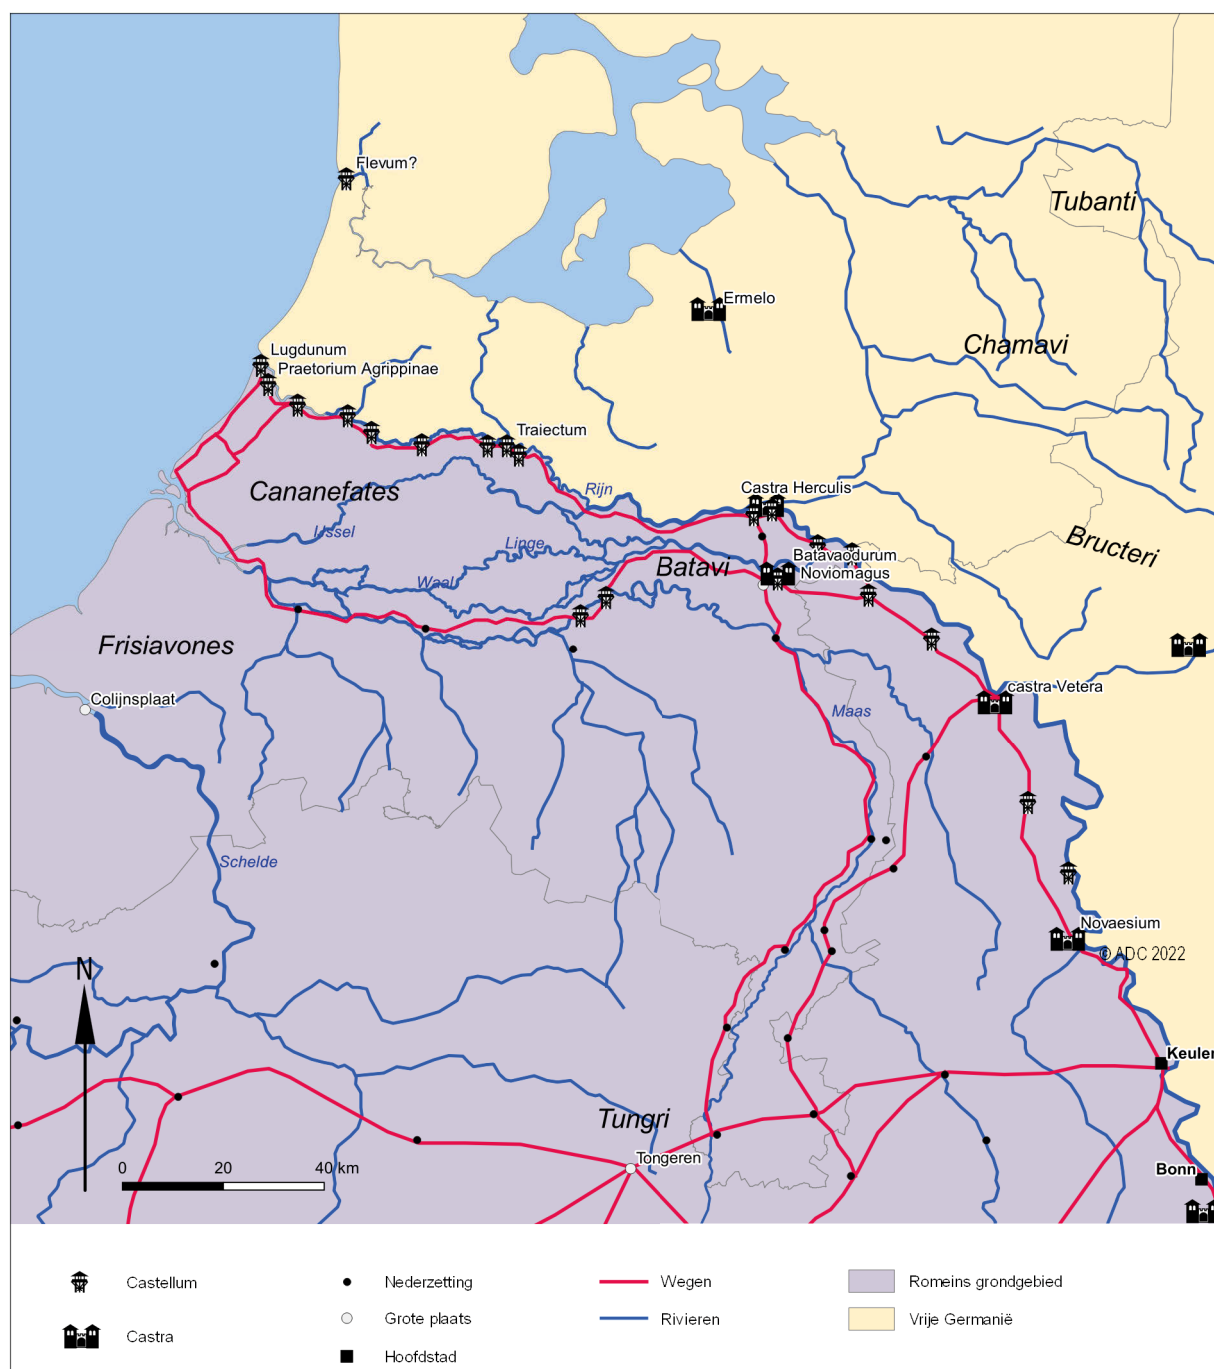 Flevum?
Tubanti
Ermelo
Chamavi
Lugdunum
Praetorium Agrippinae
Traiectum
Cananefates
Rijn
Castra Herculis
IJssel
Linge
Bructeri
Batavaodurum
Batavi
Noviomagus
Waal
Frisiavones
castra Vetera
Colijnsplaat
Maas
Schelde
Novaesium
© ADC 2022
N
Keulen
Tungri
Tongeren
0 20 40 km
Bonn
Castellum
Nederzetting
Wegen
Romeins grondgebied
Grote plaats
Rivieren
Vrije Germanië
Castra
Hoofdstad